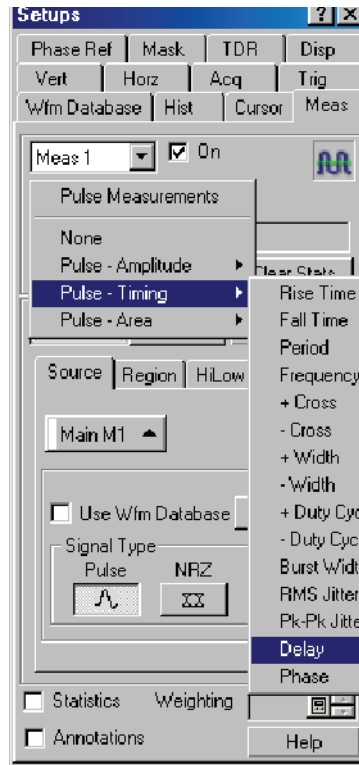 Setups
Phase Ref Mask TDR Disp
Vert Horz Acq Trig
Wfm Database Hist Cursor Meas
Meas 1 On
Pulse Measurements
None
Pulse - Amplitude
Clear Stats
Pulse - Timing
Pulse - Area
Rise Time
Fall Time
Period
Frequency
+ Cross
- Cross
+ Width
- Width
+ Duty Cyc
- Duty Cyc
Burst Widt
RMS Jitter
Pk-Pk Jitte
Delay
Phase
Source Region HiLow
Main M1
Use Wfm Database
Signal Type
Pulse NRZ
Statistics Weighting
Annotations
Help